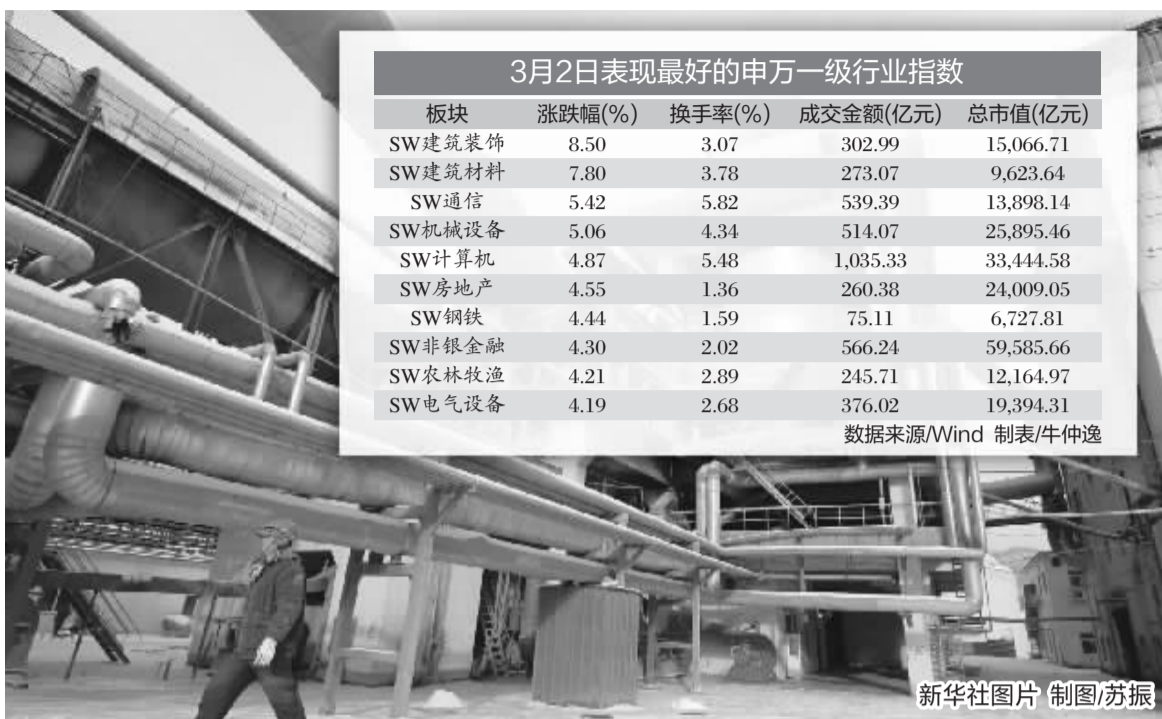 3月2日表现最好的申万一级行业指数
板块 涨跌幅(%) 换手率(%) 成交金额(亿元) 总市值(亿元)
SW建筑装饰 8.50 3.07 302.99 15,066.71
SW建筑材料 7.80 3.78 273.07 9,623.64
SW通信 5.42 5.82 539.39 13,898.14
SW机械设备 5.06 4.34 514.07 25,895.46
SW计算机 4.87 5.48 1,035.33 33,444.58
SW房地产 4.55 1.36 260.38 24,009.05
SW钢铁 4.44 1.59 75.11 6,727.81
SW非银金融 4.30 2.02 566.24 59,585.66
SW农林牧渔 4.21 2.89 245.71 12,164.97
SW电气设备 4.19 2.68 376.02 19,394.31
数据来源/Wind 制表/牛仲逸
新华社图片 制图/苏振